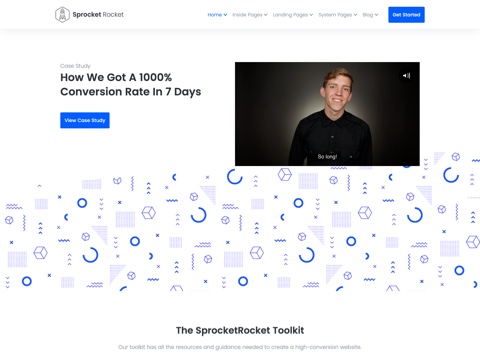 Sprocket Rocket
Home
Inside Pages
Landing Pages
System Pages
Blog
Get Started
Case Study
How We Got A 1000%
Conversion Rate In 7 Days
View Case Study
So long!
The SprocketRocket Toolkit
Our toolkit has all the resources and guidance needed to create a high-conversion website.